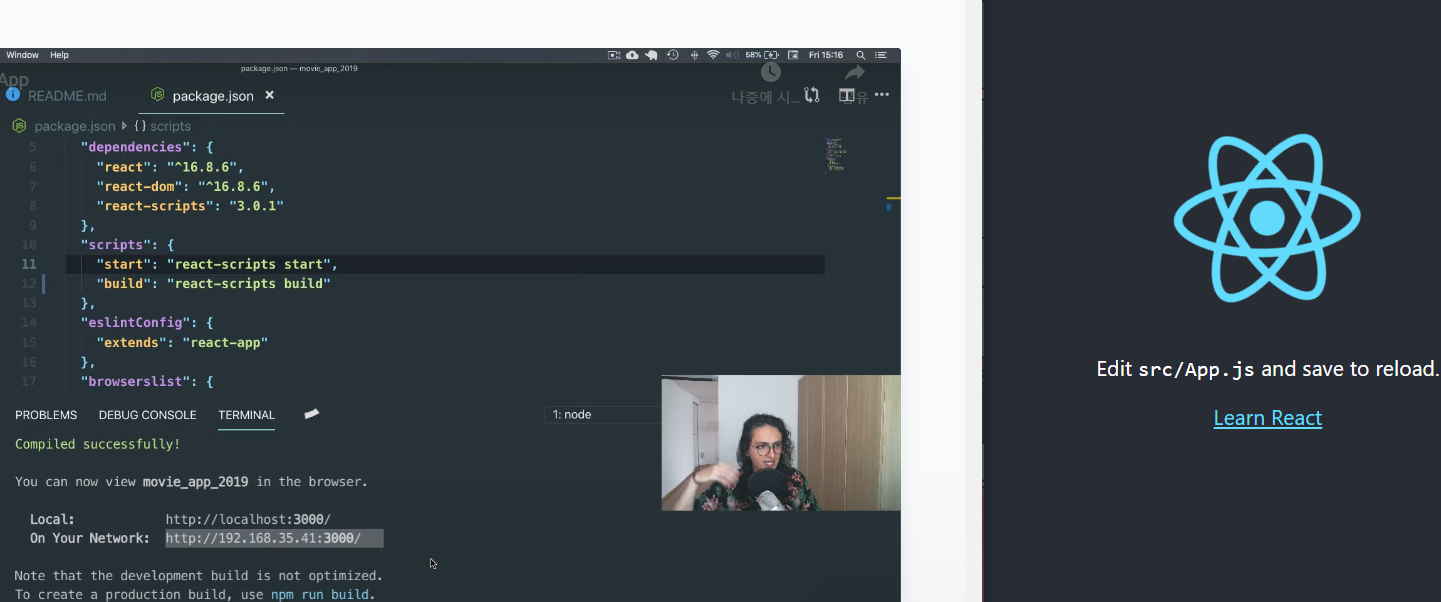 Window Help 58% Fri 15:16
package.json — movie_app_2019
App
README.md package.json ×
나중에 시... 공유
package.json {} scripts
5 "dependencies": {
6 "react": "^16.8.6",
7 "react-dom": "^16.8.6",
8 "react-scripts": "3.0.1"
9 },
10 "scripts": {
11 "start": "react-scripts start",
12 "build": "react-scripts build"
13 },
14 "eslintConfig": {
15 "extends": "react-app"
16 },
17 "browserslist": {
PROBLEMS DEBUG CONSOLE TERMINAL 1: node
Compiled successfully!
You can now view movie_app_2019 in the browser.
Local: http://localhost:3000/
On Your Network: http://192.168.35.41:3000/
Note that the development build is not optimized.
To create a production build, use npm run build.
Edit src/App.js and save to reload.
Learn React